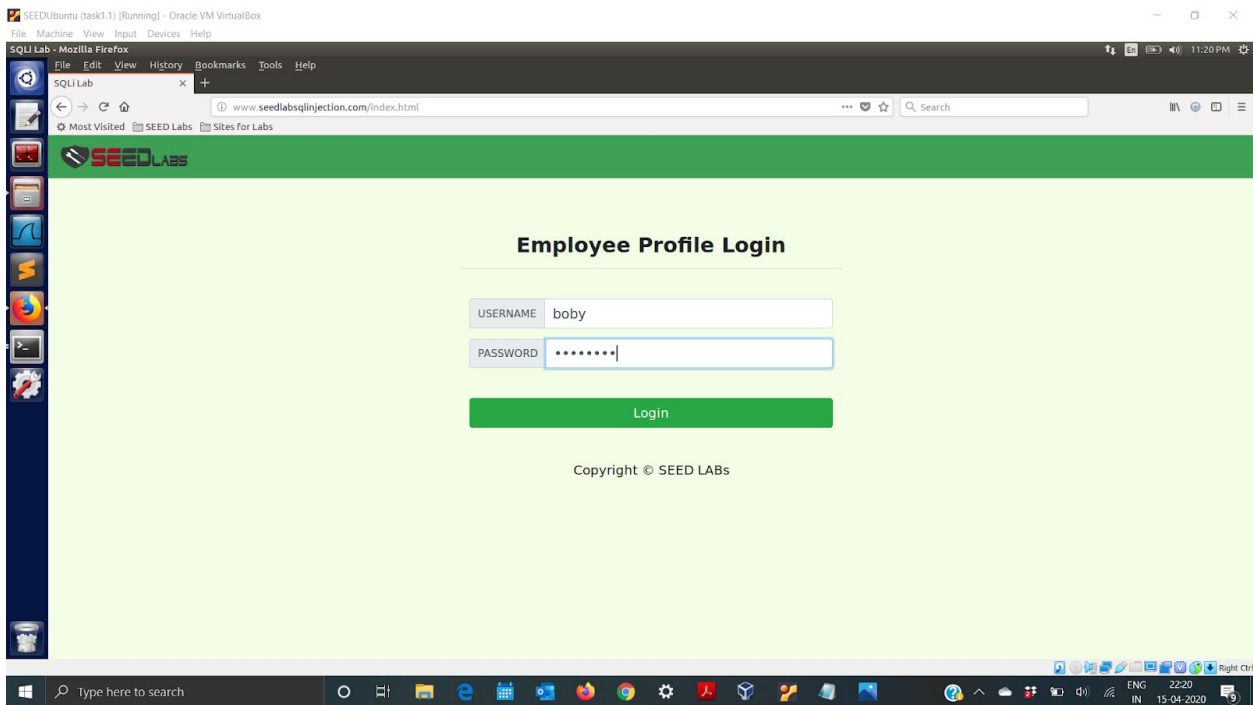 SEEDUbuntu (task1.1) [Running] - Oracle VM VirtualBox
File Machine View Input Devices Help
SQLi Lab - Mozilla Firefox
En
11:20 PM
File Edit View History Bookmarks Tools Help
SQLi Lab
www.seedlabsqlinjection.com/index.html
Search
Most Visited SEED Labs Sites for Labs
SEEDLABS
Employee Profile Login
USERNAME boby
PASSWORD ••••••••
Login
Copyright © SEED LABs
Right Ctrl
Type here to search
ENG
IN
22:20
15-04-2020
9